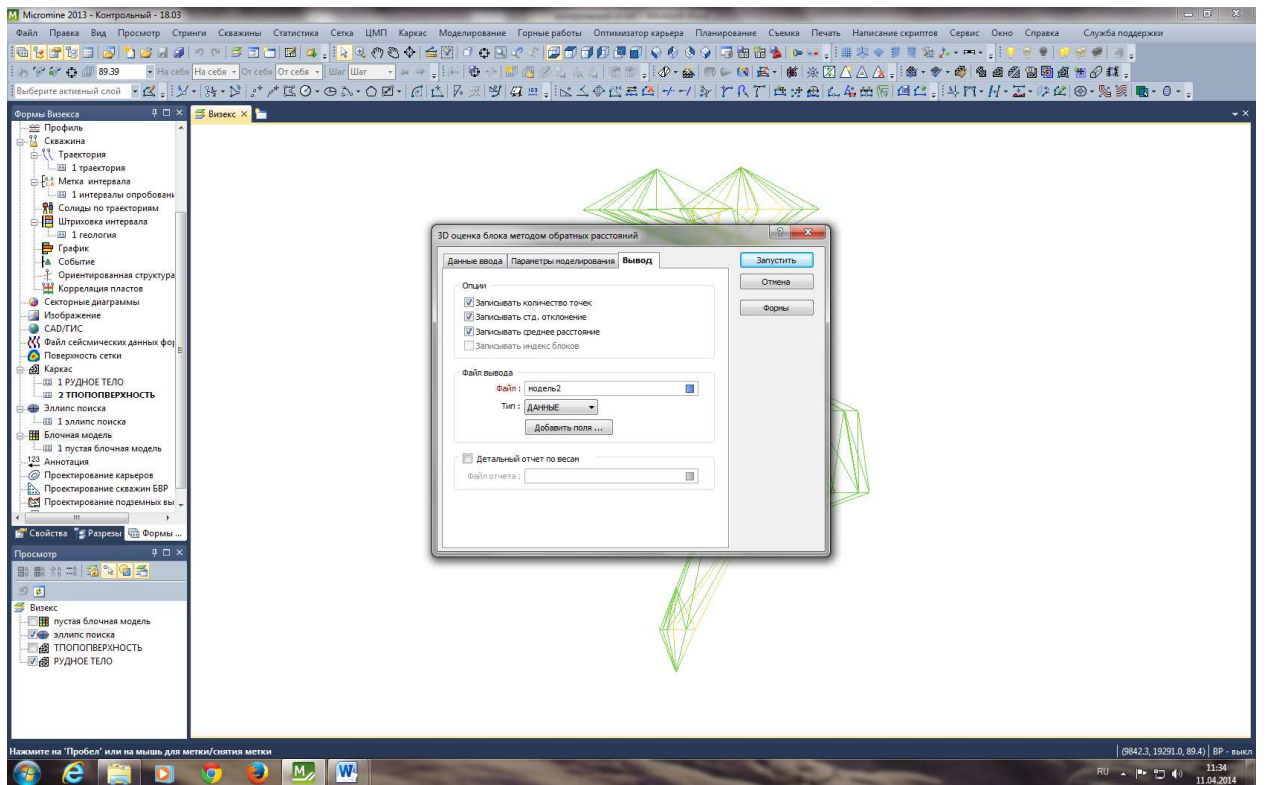 Micromine 2013 - Контрольный - 18.03
Файл Правка Вид Просмотр Стринги Скважины Статистика Сетка ЦМП Каркас Моделирование Горные работы Оптимизатор карьера Планирование Съемка Печать Написание скриптов Сервис Окно Справка Служба поддержки
89.39 На себя На себя От себя От себя Шаг Шаг
Выберите активный слой
Формы Визекса
Визекс
Профиль
Скважина
Траектория
1 траектория
Метка интервала
1 интервалы опробовани
Солиды по траекториям
Штриховка интервала
1 геология
График
Событие
Ориентированная структура
Корреляция пластов
Секторные диаграммы
Изображение
CAD/ГИС
Файл сейсмических данных фор
Поверхность сетки
Каркас
1 РУДНОЕ ТЕЛО
2 ТПОПОПВЕРХНОСТЬ
Эллипс поиска
1 эллипс поиска
Блочная модель
1 пустая блочная модель
Аннотация
Проектирование карьеров
Проектирование скважин БВР
Проектирование подземных вы
Свойства Разрезы Формы ...
Просмотр
Визекс
пустая блочная модель
эллипс поиска
ТПОПОПВЕРХНОСТЬ
РУДНОЕ ТЕЛО
3D оценка блока методом обратных расстояний
Данные ввода Параметры моделирования Вывод
Запустить
Отмена
Формы
Опции
Записывать количество точек
Записывать стд. отклонение
Записывать среднее расстояние
Записывать индекс блоков
Файл вывода
Файл : модель2
Тип : ДАННЫЕ
Добавить поля ...
Детальный отчет по весам
Файл отчета :
Нажмите на 'Пробел' или на мышь для метки/снятия метки
(9842.3, 19291.0, 89.4) ВР - выкл
RU
11:34
11.04.2014